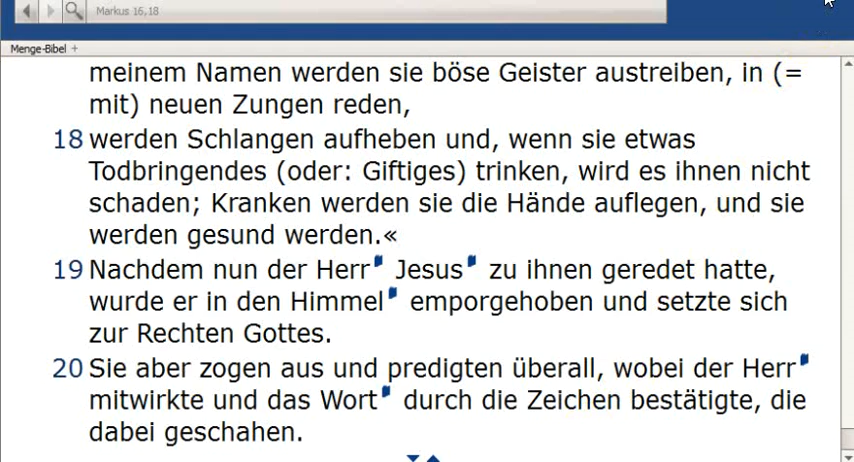 Markus 16,18
Menge-Bibel +
meinem Namen werden sie böse Geister austreiben, in (=
mit) neuen Zungen reden,
18 werden Schlangen aufheben und, wenn sie etwas
Todbringendes (oder: Giftiges) trinken, wird es ihnen nicht
schaden; Kranken werden sie die Hände auflegen, und sie
werden gesund werden.«
19 Nachdem nun der Herr Jesus zu ihnen geredet hatte,
wurde er in den Himmel emporgehoben und setzte sich
zur Rechten Gottes.
20 Sie aber zogen aus und predigten überall, wobei der Herr
mitwirkte und das Wort durch die Zeichen bestätigte, die
dabei geschahen.